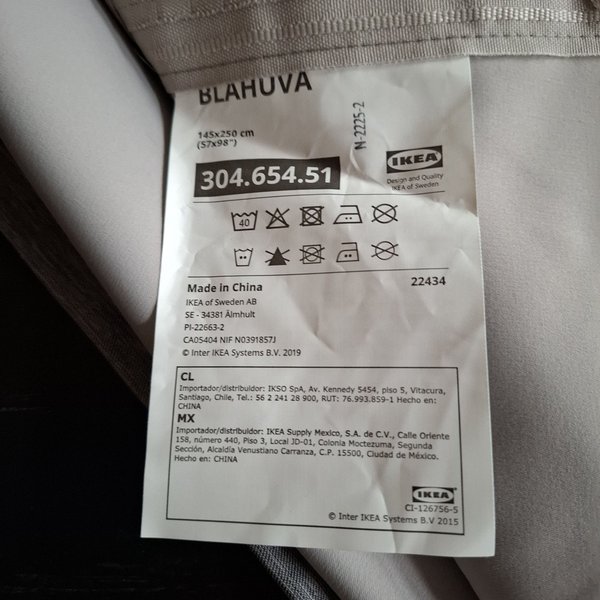 BLÅHUVA
145x250 cm
(57x98")
N-2225-2
304.654.51
IKEA
Design and Quality
IKEA of Sweden
40
Made in China
22434
IKEA of Sweden AB
SE - 34381 Älmhult
PI-22663-2
CA05404 NIF N0391857J
© Inter IKEA Systems B.V. 2019
CL
Importador/distribuidor: IKSO SpA, Av. Kennedy 5454, piso 5, Vitacura,
Santiago, Chile, Tel.: 56 2 241 28 900, RUT: 76.993.859-1 Hecho en:
CHINA
MX
Importador/distribuidor: IKEA Supply Mexico, S.A. de C.V., Calle Oriente
158, número 440, Piso 3, Local JD-01, Colonia Moctezuma, Segunda
Sección, Alcaldía Venustiano Carranza, C.P. 15500, Ciudad de México.
Hecho en: CHINA
IKEA
CI-126756-5
© Inter IKEA Systems B.V 2015